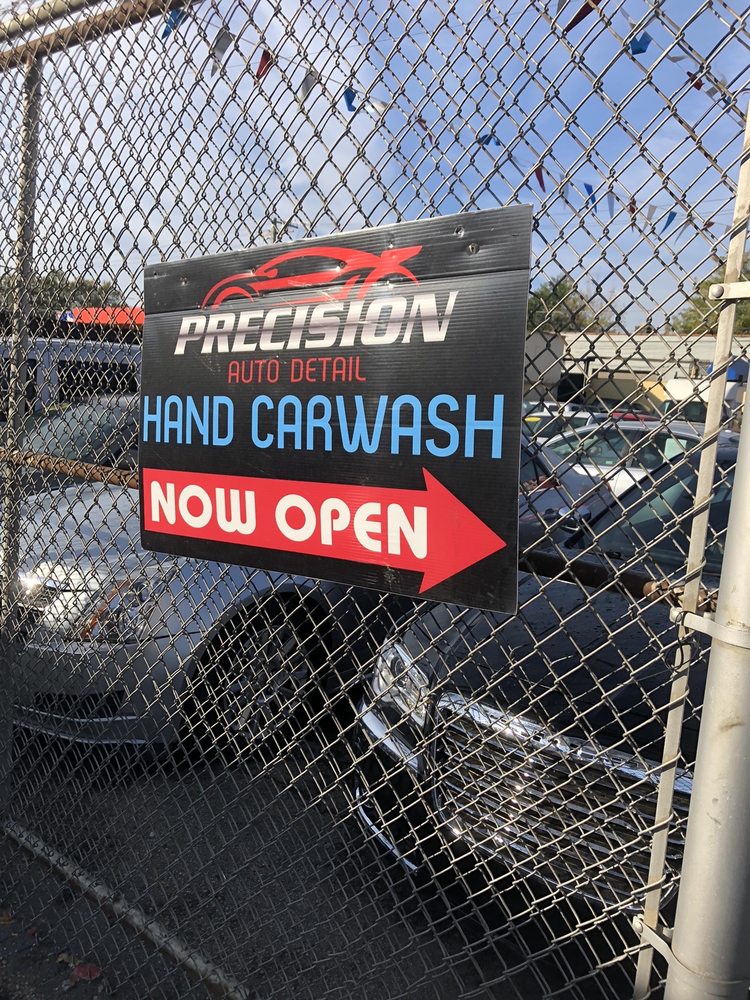 PRECISION
AUTO DETAIL
HAND CARWASH
NOW OPEN